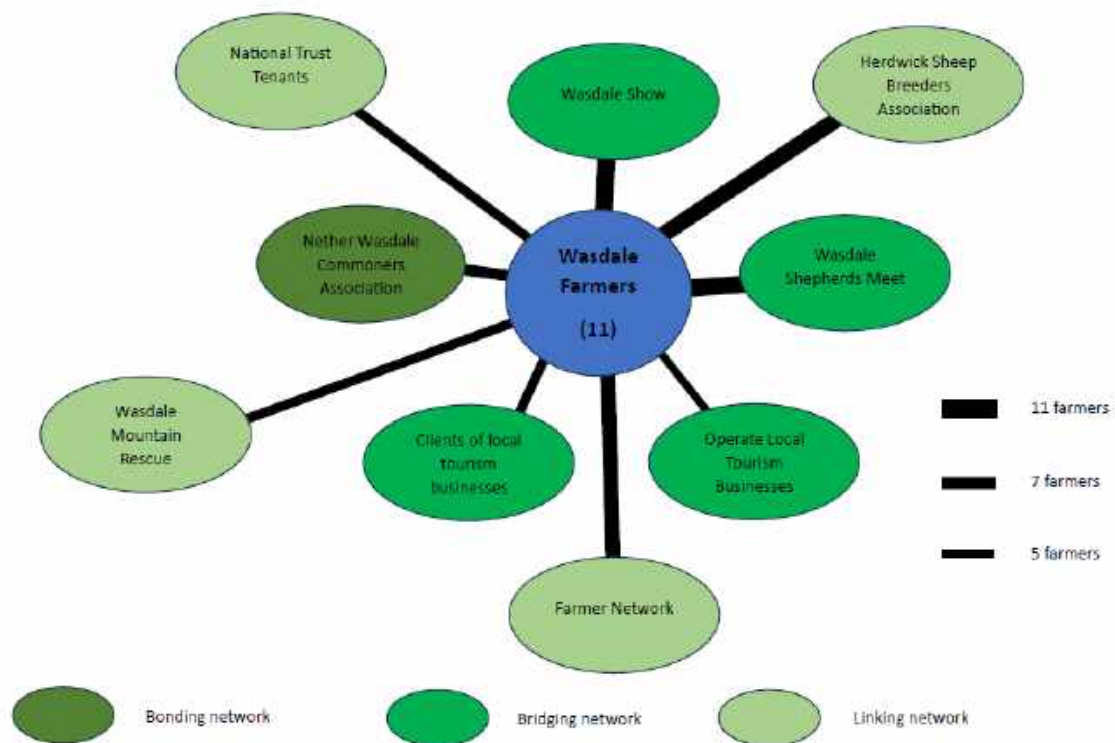 National Trust
Tenants
Wasdale Show
Herdwick Sheep
Breeders
Association
Nether Wasdale
Commoners
Association
Wasdale
Farmers
(11)
Wasdale
Shepherds Meet
Wasdale
Mountain
Rescue
Clients of local
tourism
businesses
Operate Local
Tourism
Businesses
Farmer Network
11 farmers
7 farmers
5 farmers
Bonding network
Bridging network
Linking network